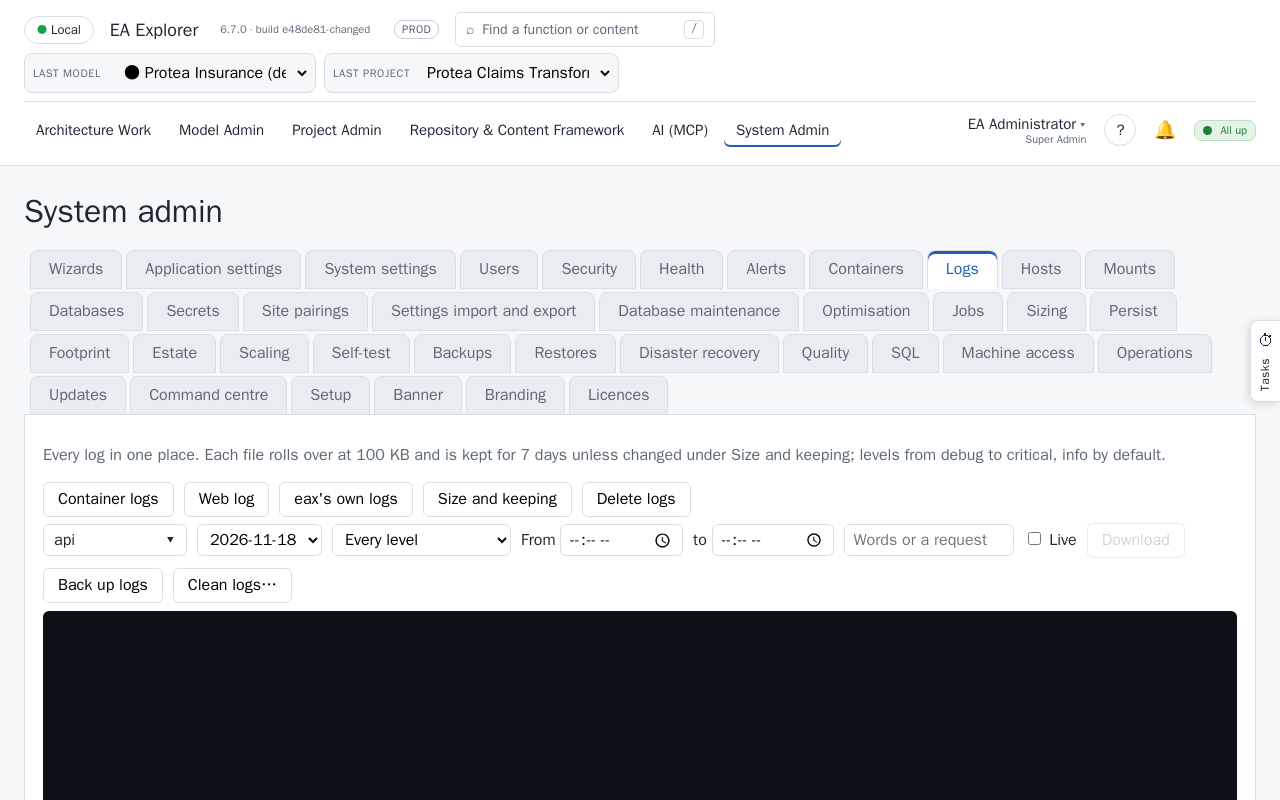 Local EA Explorer 6.7.0 · build e48de81-changed PROD Find a function or content /
LAST MODEL Protea Insurance (de LAST PROJECT Protea Claims Transfor
Architecture Work Model Admin Project Admin Repository & Content Framework AI (MCP) System Admin EA Administrator ▾ ? All up
Super Admin
System admin
Wizards Application settings System settings Users Security Health Alerts Containers Logs Hosts Mounts
Databases Secrets Site pairings Settings import and export Database maintenance Optimisation Jobs Sizing Persist
Tasks
Footprint Estate Scaling Self-test Backups Restores Disaster recovery Quality SQL Machine access Operations
Updates Command centre Setup Banner Branding Licences
Every log in one place. Each file rolls over at 100 KB and is kept for 7 days unless changed under Size and keeping; levels from debug to critical, info by default.
Container logs Web log eax's own logs Size and keeping Delete logs
api 2026-11-18 Every level From --:-- -- to --:-- -- Words or a request Live Download
Back up logs Clean logs···